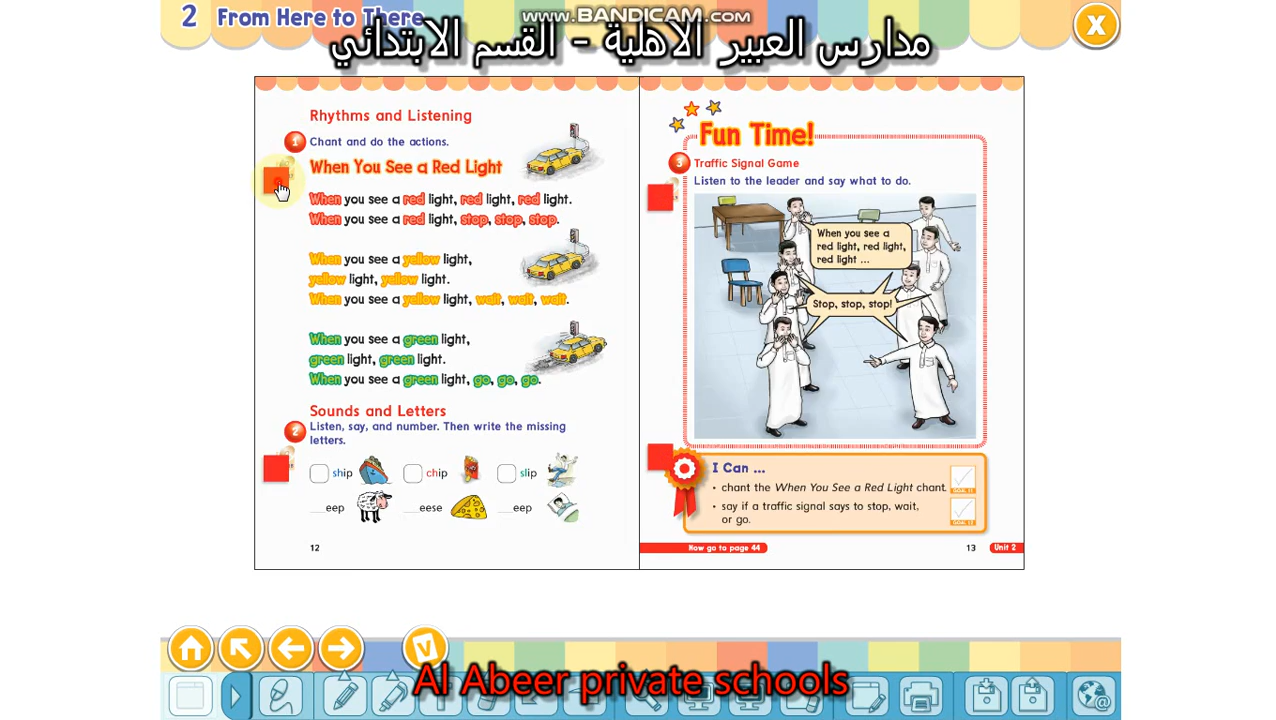 2 From Here to There
www.BANDICAM.com
مدارس العبير الاهلية - القسم الابتدائي
X
Rhythms and Listening
1 Chant and do the actions.
When You See a Red Light
When you see a red light, red light, red light.
When you see a red light, stop, stop, stop.
When you see a yellow light,
yellow light, yellow light.
When you see a yellow light, wait, wait, wait.
When you see a green light,
green light, green light.
When you see a green light, go, go, go.
Sounds and Letters
2 Listen, say, and number. Then write the missing
letters.
ship
chip
slip
__eep
__eese
__eep
12
Fun Time!
3 Traffic Signal Game
Listen to the leader and say what to do.
When you see a
red light, red light,
red light ...
Stop, stop, stop!
I Can ...
• chant the When You See a Red Light chant.
• say if a traffic signal says to stop, wait,
or go.
Now go to page 44
13
Unit 2
V
Al Abeer private schools